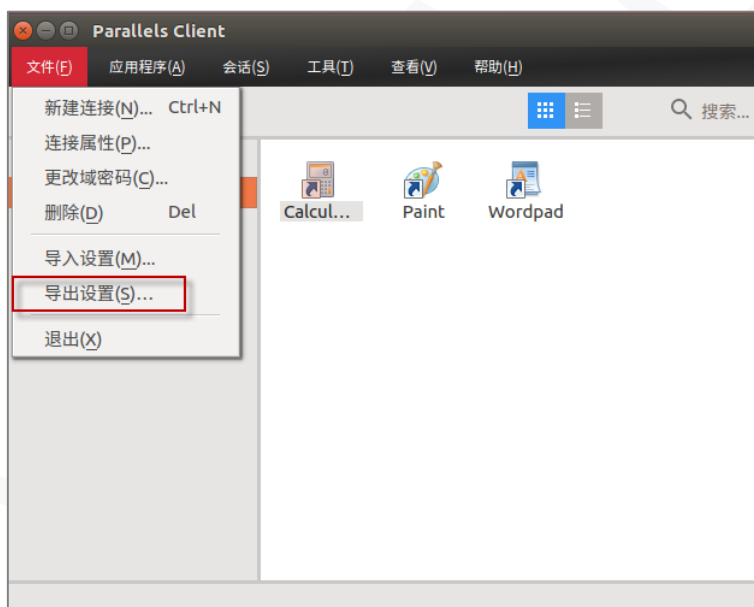 Parallels Client
文件(F) 应用程序(A) 会话(S) 工具(T) 查看(V) 帮助(H)
新建连接(N)... Ctrl+N
搜索...
连接属性(P)...
更改域密码(C)...
删除(D) Del
Calcul... Paint Wordpad
导入设置(M)...
导出设置(S)...
退出(X)